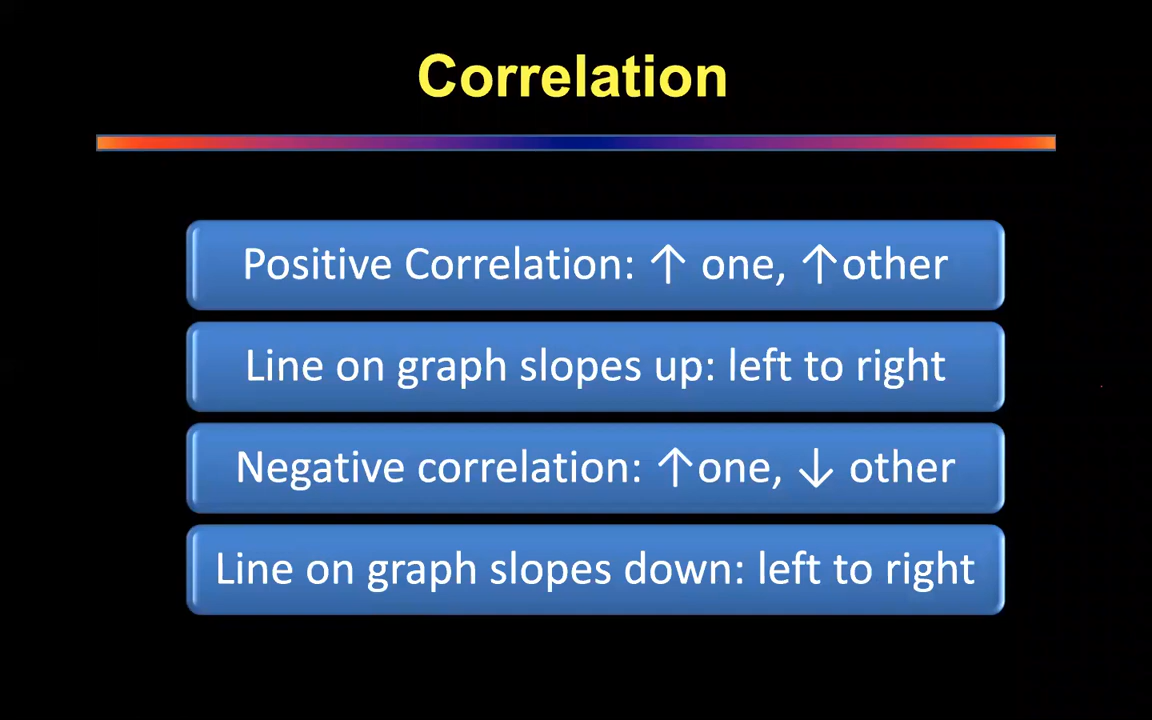 Correlation
Positive Correlation: ↑ one, ↑other
Line on graph slopes up: left to right
Negative correlation: ↑one, ↓ other
Line on graph slopes down: left to right